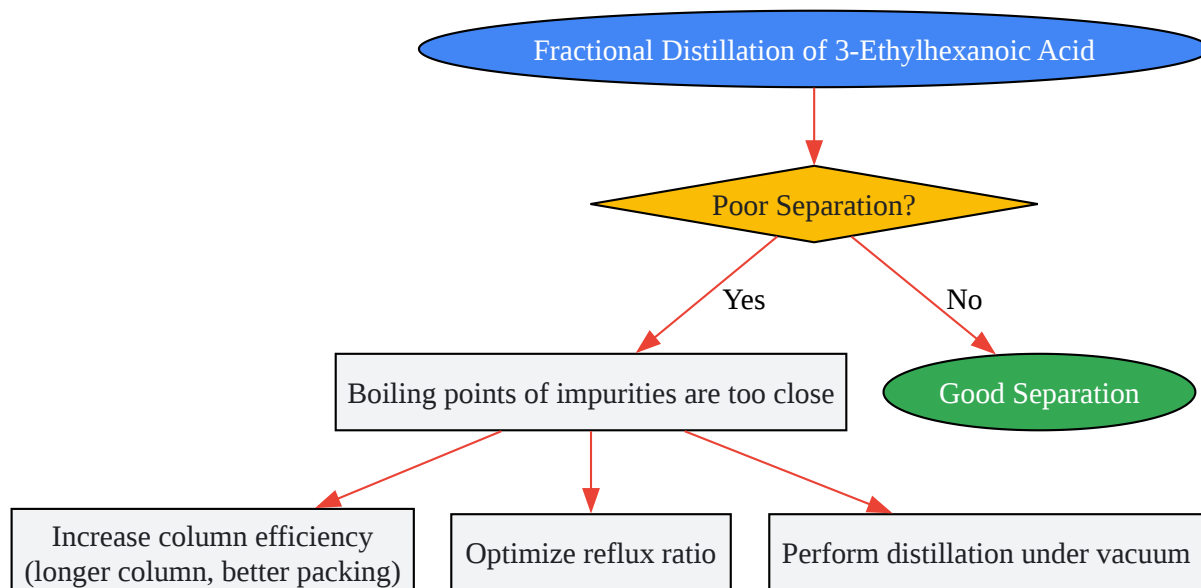 Fractional Distillation of 3-Ethylhexanoic Acid
Poor Separation?
Yes
No
Boiling points of impurities are too close
Good Separation
Increase column efficiency
(longer column, better packing)
Optimize reflux ratio
Perform distillation under vacuum